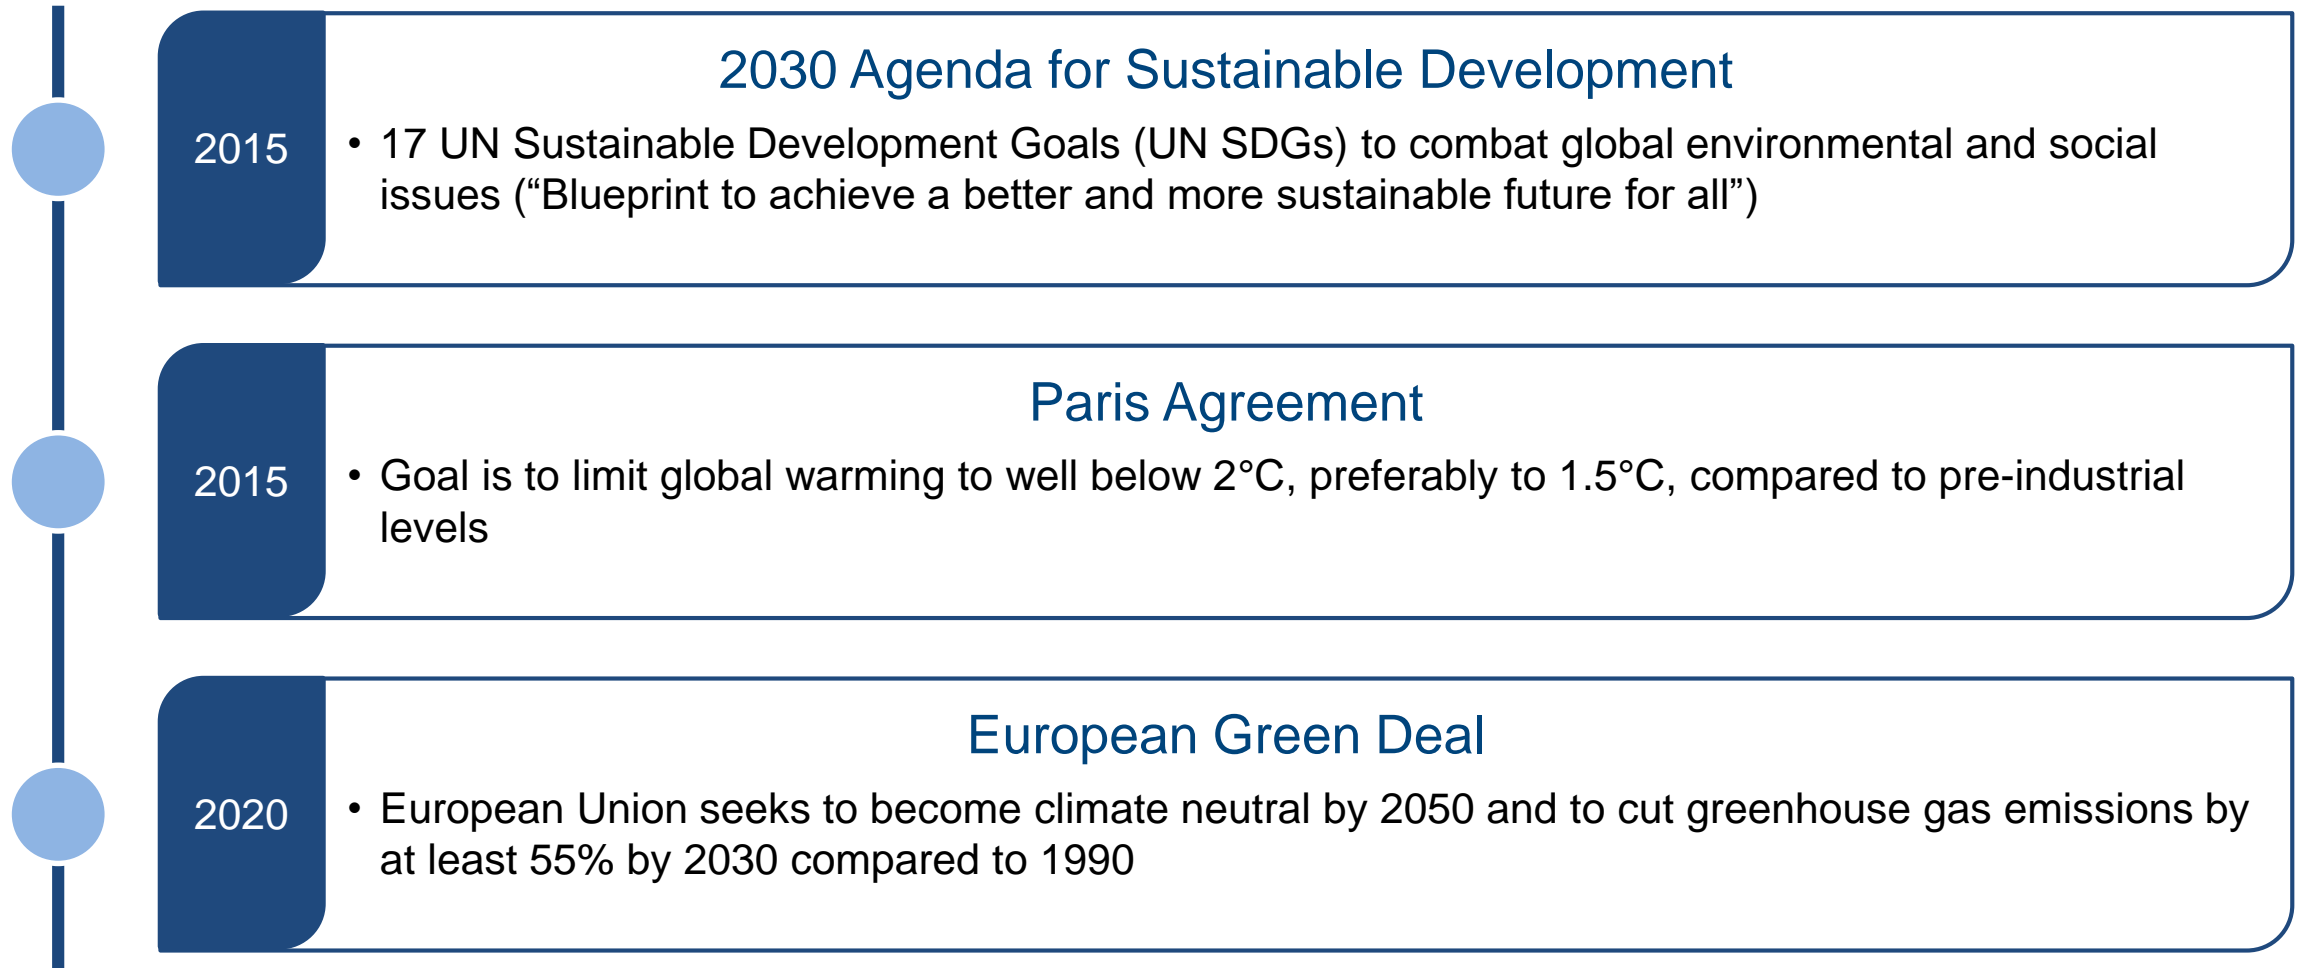 2030 Agenda for Sustainable Development
2015
• 17 UN Sustainable Development Goals (UN SDGs) to combat global environmental and social
issues (“Blueprint to achieve a better and more sustainable future for all”)
Paris Agreement
2015
• Goal is to limit global warming to well below 2°C, preferably to 1.5°C, compared to pre-industrial
levels
European Green Deal
2020
• European Union seeks to become climate neutral by 2050 and to cut greenhouse gas emissions by
at least 55% by 2030 compared to 1990